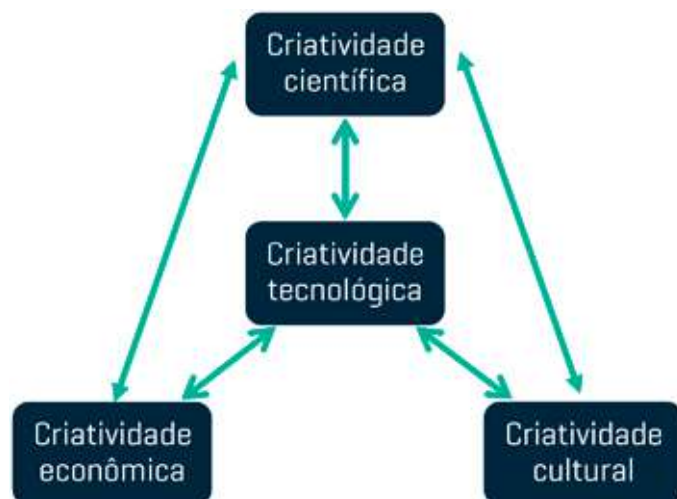 Criatividade
científica
Criatividade
tecnológica
Criatividade
econômica
Criatividade
cultural